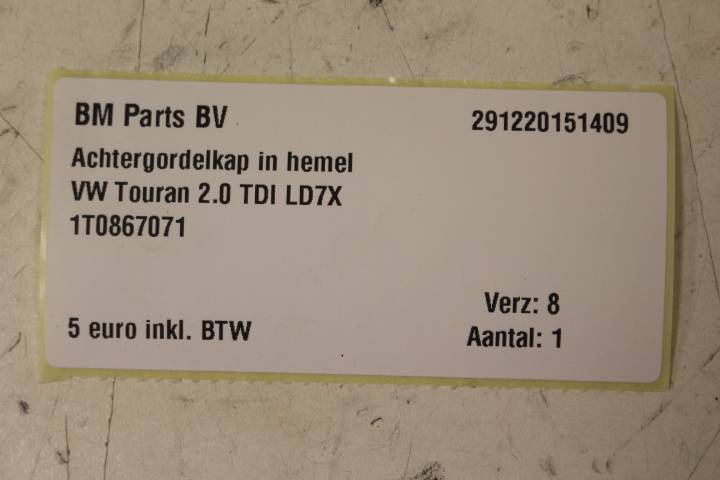 BM Parts BV 291220151409
Achtergordelkap in hemel
VW Touran 2.0 TDI LD7X
1T0867071
Verz: 8
5 euro inkl. BTW Aantal: 1